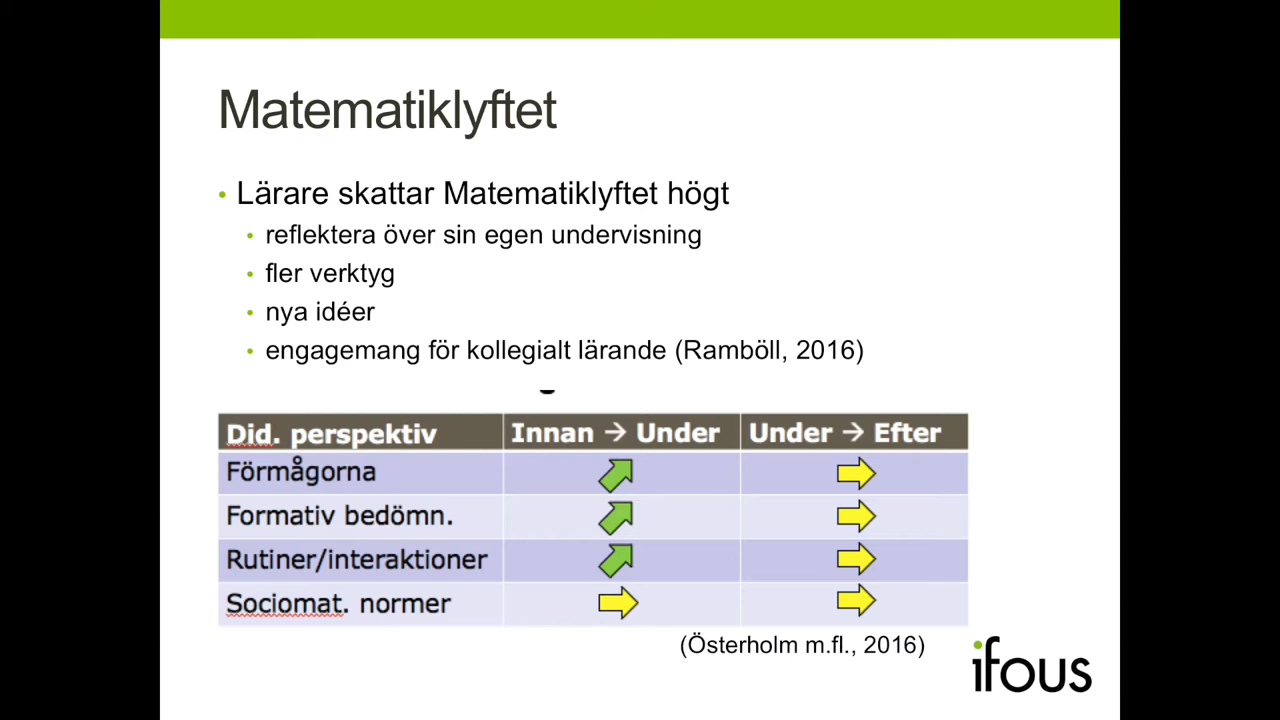 Matematiklyftet
• Lärare skattar Matematiklyftet högt
• reflektera över sin egen undervisning
• fler verktyg
• nya idéer
• engagemang för kollegialt lärande (Ramböll, 2016)
Did. perspektiv Innan → Under Under → Efter
Förmågorna
Formativ bedömn.
Rutiner/interaktioner
Sociomat. normer
(Österholm m.fl., 2016)
ifous